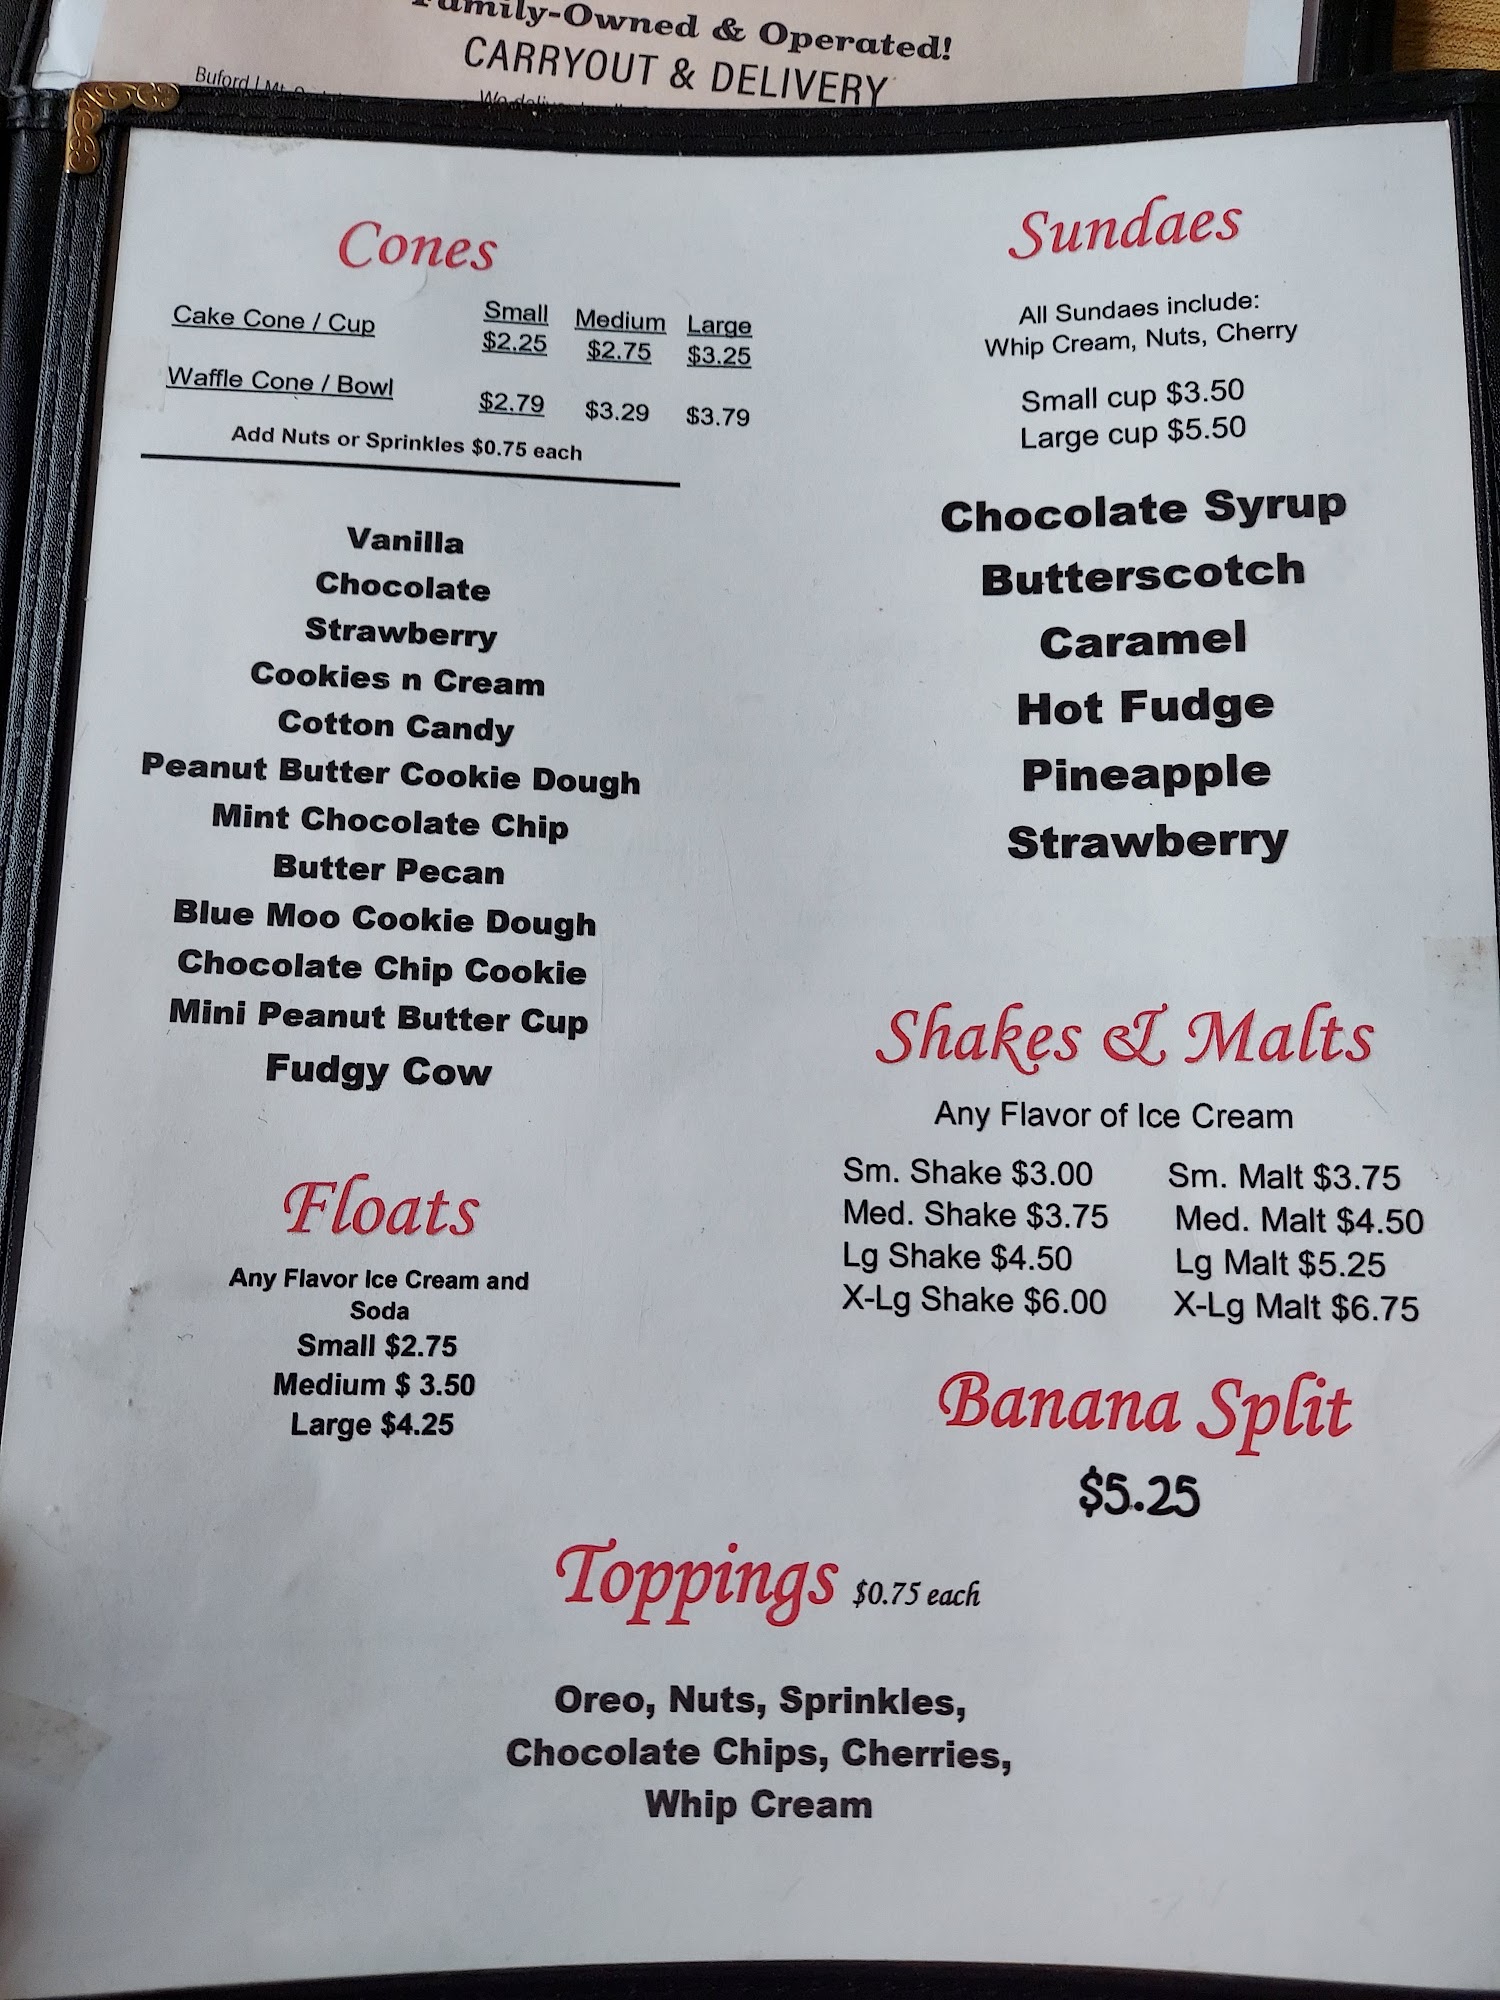 Family-Owned & Operated!
CARRYOUT & DELIVERY
Buford
Cones
Small Medium Large
Cake Cone / Cup $2.25 $2.75 $3.25
Waffle Cone / Bowl $2.79 $3.29 $3.79
Add Nuts or Sprinkles $0.75 each
Vanilla
Chocolate
Strawberry
Cookies n Cream
Cotton Candy
Peanut Butter Cookie Dough
Mint Chocolate Chip
Butter Pecan
Blue Moo Cookie Dough
Chocolate Chip Cookie
Mini Peanut Butter Cup
Fudgy Cow
Floats
Any Flavor Ice Cream and
Soda
Small $2.75
Medium $ 3.50
Large $4.25
Sundaes
All Sundaes include:
Whip Cream, Nuts, Cherry
Small cup $3.50
Large cup $5.50
Chocolate Syrup
Butterscotch
Caramel
Hot Fudge
Pineapple
Strawberry
Shakes & Malts
Any Flavor of Ice Cream
Sm. Shake $3.00 Sm. Malt $3.75
Med. Shake $3.75 Med. Malt $4.50
Lg Shake $4.50 Lg Malt $5.25
X-Lg Shake $6.00 X-Lg Malt $6.75
Banana Split
$5.25
Toppings $0.75 each
Oreo, Nuts, Sprinkles,
Chocolate Chips, Cherries,
Whip Cream